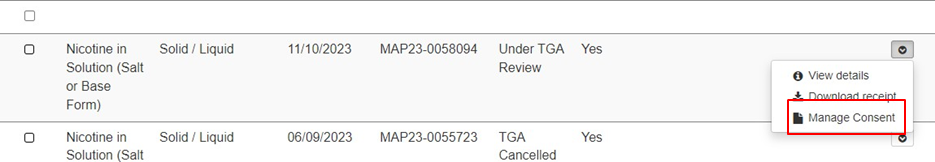 Nicotine in Solution (Salt or Base Form) Solid / Liquid 11/10/2023 MAP23-0058094 Under TGA Review Yes
View details
Download receipt
Manage Consent
Nicotine in Solution (Salt Solid / Liquid 06/09/2023 MAP23-0055723 TGA Cancelled Yes